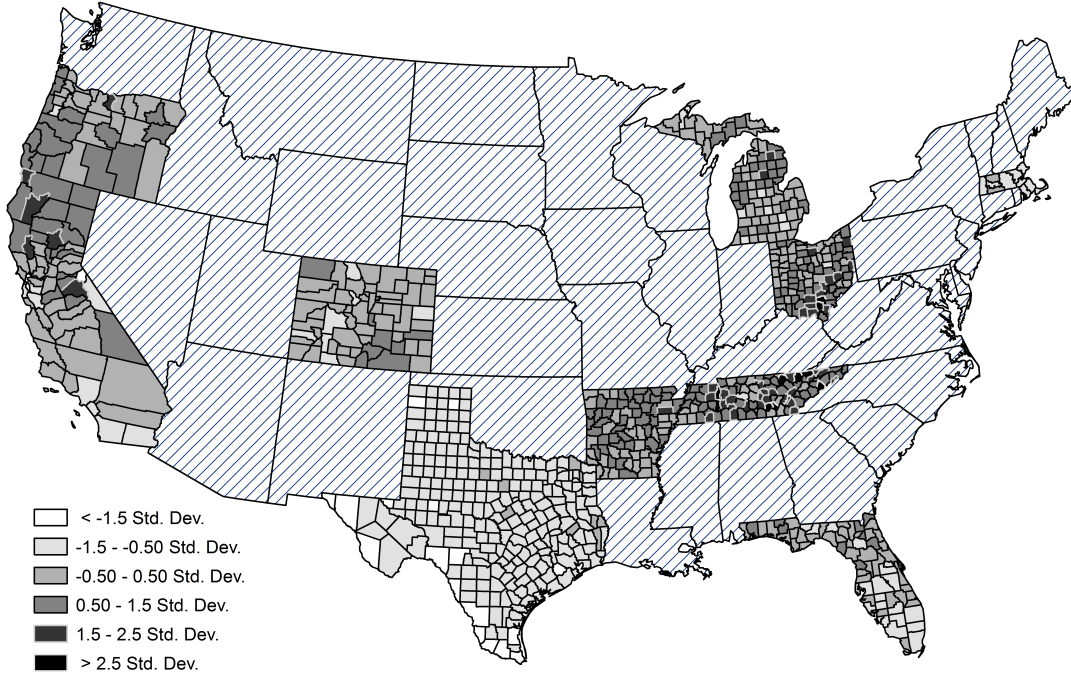 < -1.5 Std. Dev.
-1.5 - -0.50 Std. Dev.
-0.50 - 0.50 Std. Dev.
0.50 - 1.5 Std. Dev.
1.5 - 2.5 Std. Dev.
> 2.5 Std. Dev.